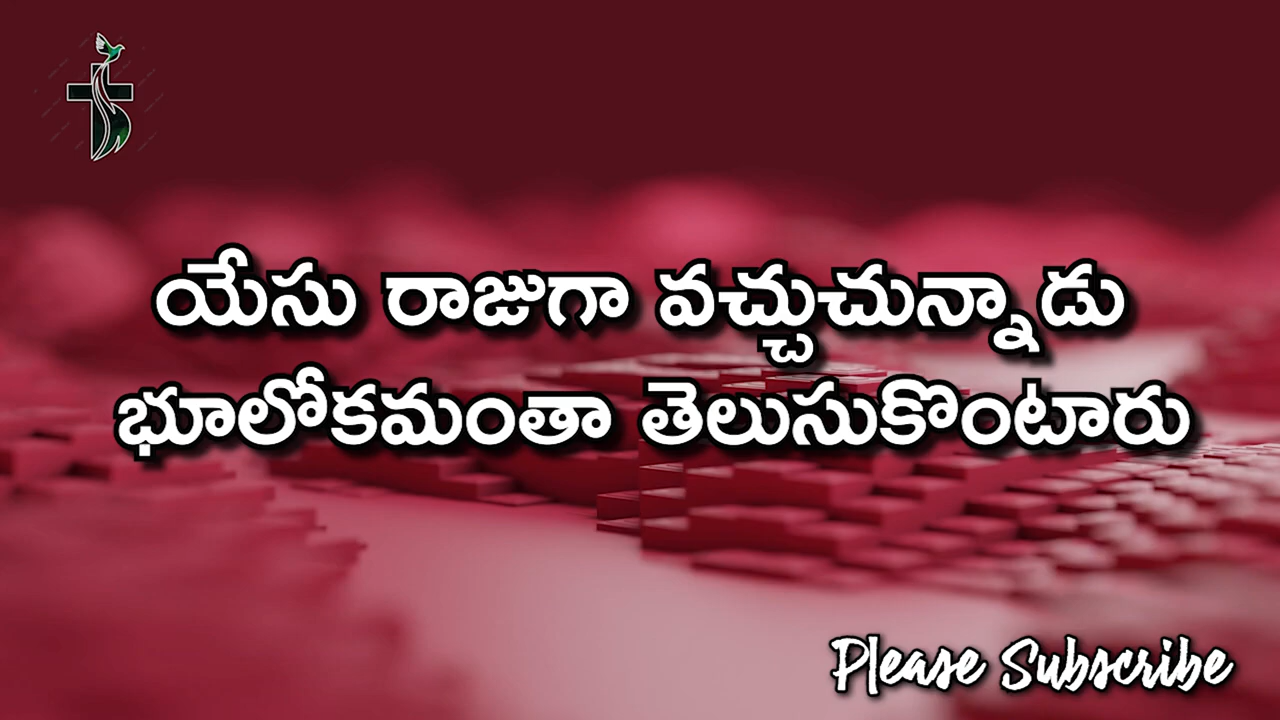 యేసు రాజుగా వచ్చుచున్నాడు
భూలోకమంతా తెలుసుకొంటారు
Please Subscribe